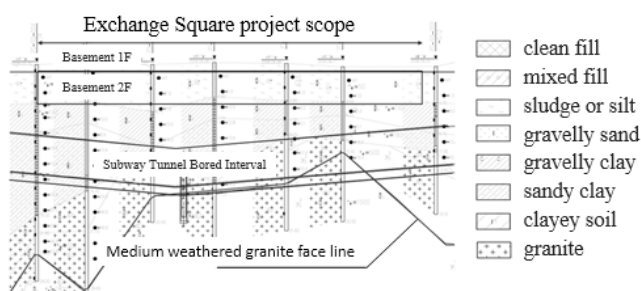 Exchange Square project scope
Basement 1F
Basement 2F
Subway Tunnel Bored Interval
Medium weathered granite face line
clean fill
mixed fill
sludge or silt
gravelly sand
gravelly clay
sandy clay
clayey soil
granite